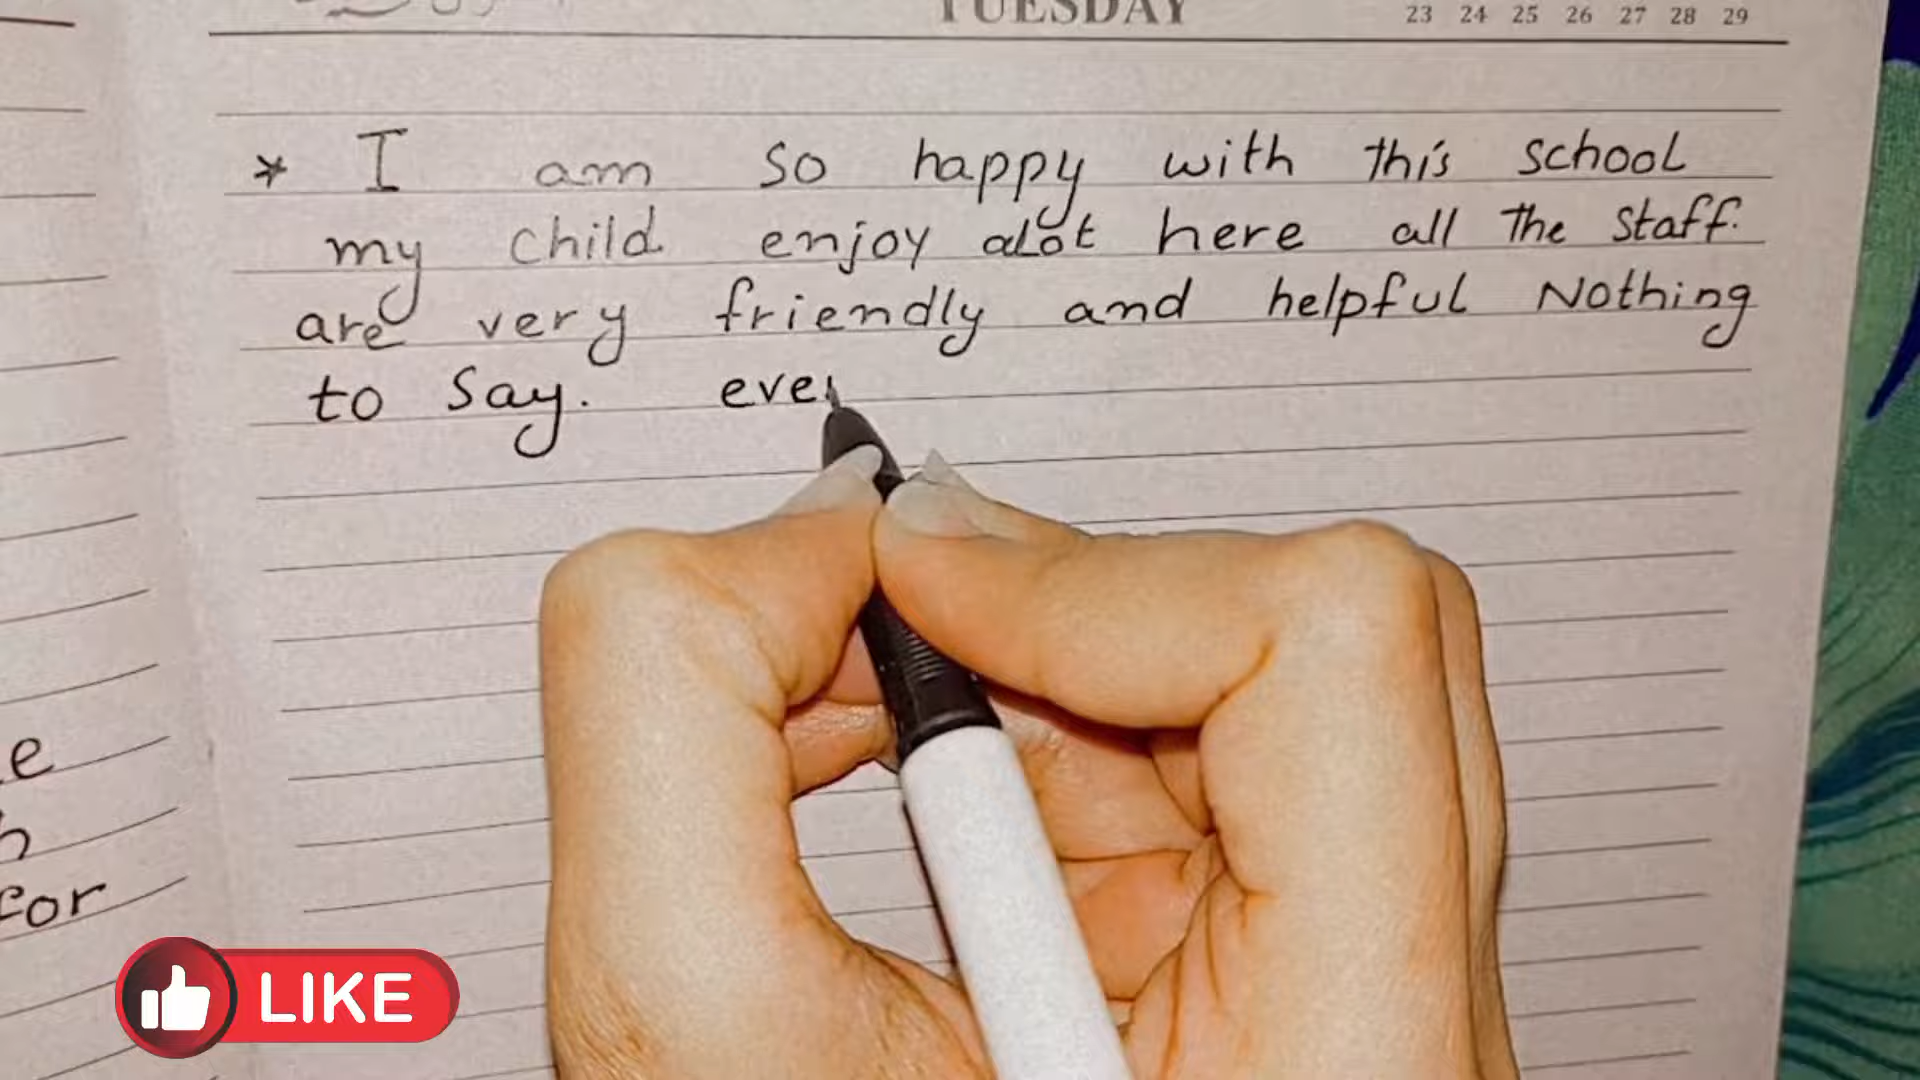 TUESDAY
23 24 25 26 27 28 29
* I am so happy with this school
my child enjoy alot here all The Staff.
are very friendly and helpful Nothing
to say. eve
for
LIKE